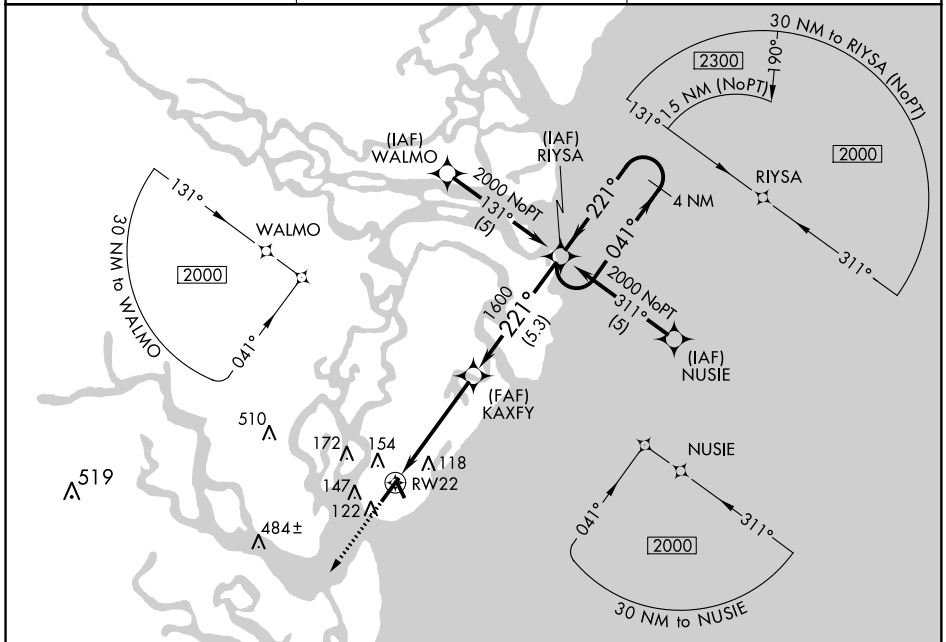 30 NM to RIYSA (NoPT)
2300
190°
15 NM (NoPT)
131°
2000
RIYSA
311°
(IAF)
WALMO
(IAF)
RIYSA
2000 NoPT
131°
(5)
221°
041°
4 NM
131°
WALMO
2000
30 NM to WALMO
041°
2000 NoPT
311°
(5)
(IAF)
NUSIE
1600
221°
(5.3)
(FAF)
KAXFY
510
172
154
118
519
147
RW22
122
484±
NUSIE
041°
311°
2000
30 NM to NUSIE